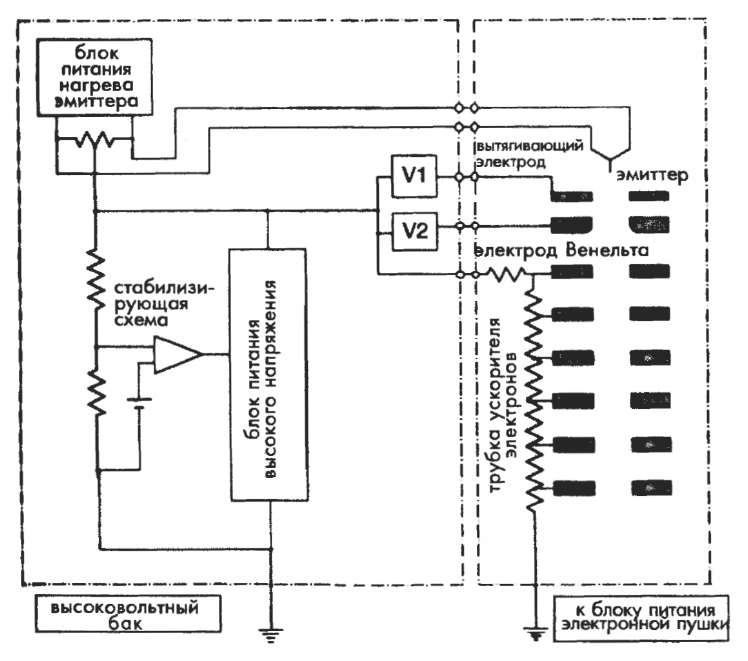 блок
питания
нагрева
эмиттера
вытягивающий
электрод
эмиттер
V1
V2
электрод Венельта
стабилизи-
рующая
схема
блок питания
высокого напряжения
трубка ускорителя
электронов
высоковольтный
бак
к блоку питания
электронной пушки